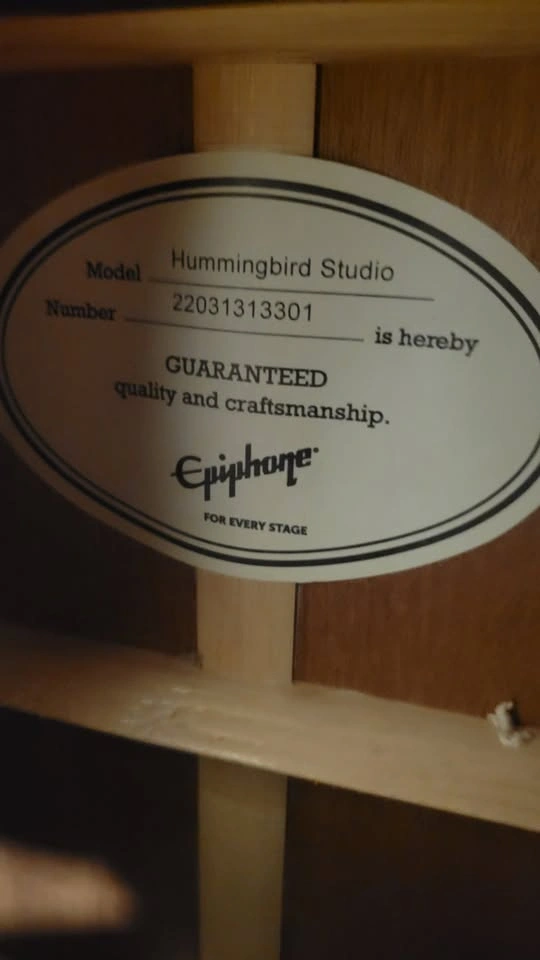 Model Hummingbird Studio
Number 22031313301 is hereby
GUARANTEED
quality and craftsmanship.
Epiphone
FOR EVERY STAGE